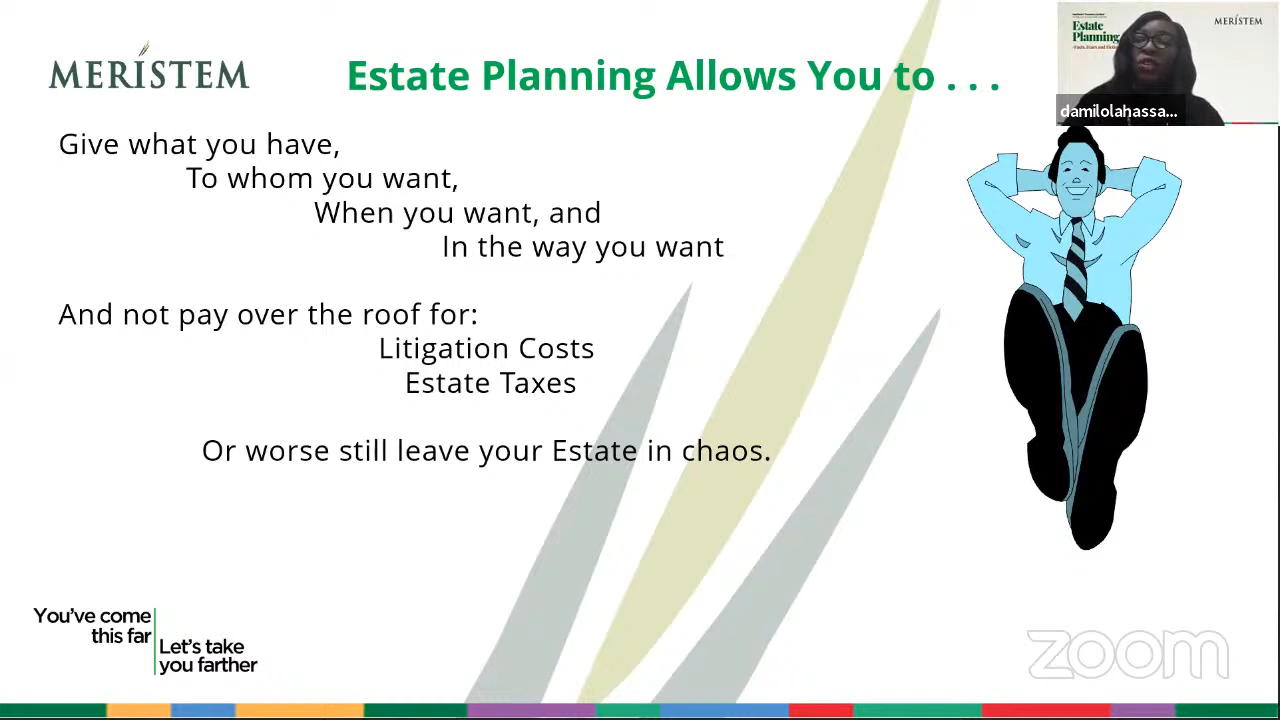 MERÍSTEM
Estate Planning Allows You to . . .
Give what you have,
To whom you want,
When you want, and
In the way you want
And not pay over the roof for:
Litigation Costs
Estate Taxes
Or worse still leave your Estate in chaos.
You've come
this far
Let's take
you farther
Estate
Planning
MERÍSTEM
damilolahassa...
zoom